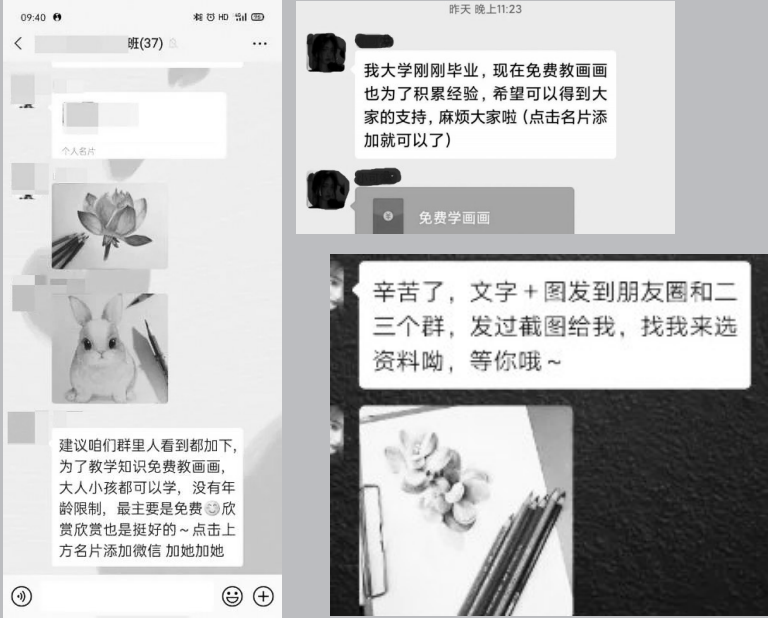 09:40
HD
班(37)
个人名片
建议咱们群里人看到都加下,
为了教学知识免费教画画,
大人小孩都可以学，没有年
龄限制，最主要是免费欣
赏欣赏也是挺好的~点击上
方名片添加微信 加她加她
昨天 晚上11:23
我大学刚刚毕业，现在免费教画画
也为了积累经验，希望可以得到大
家的支持，麻烦大家啦（点击名片添
加就可以了）
免费学画画
辛苦了，文字＋图发到朋友圈和二
三个群，发过截图给我，找我来选
资料呦，等你哦~